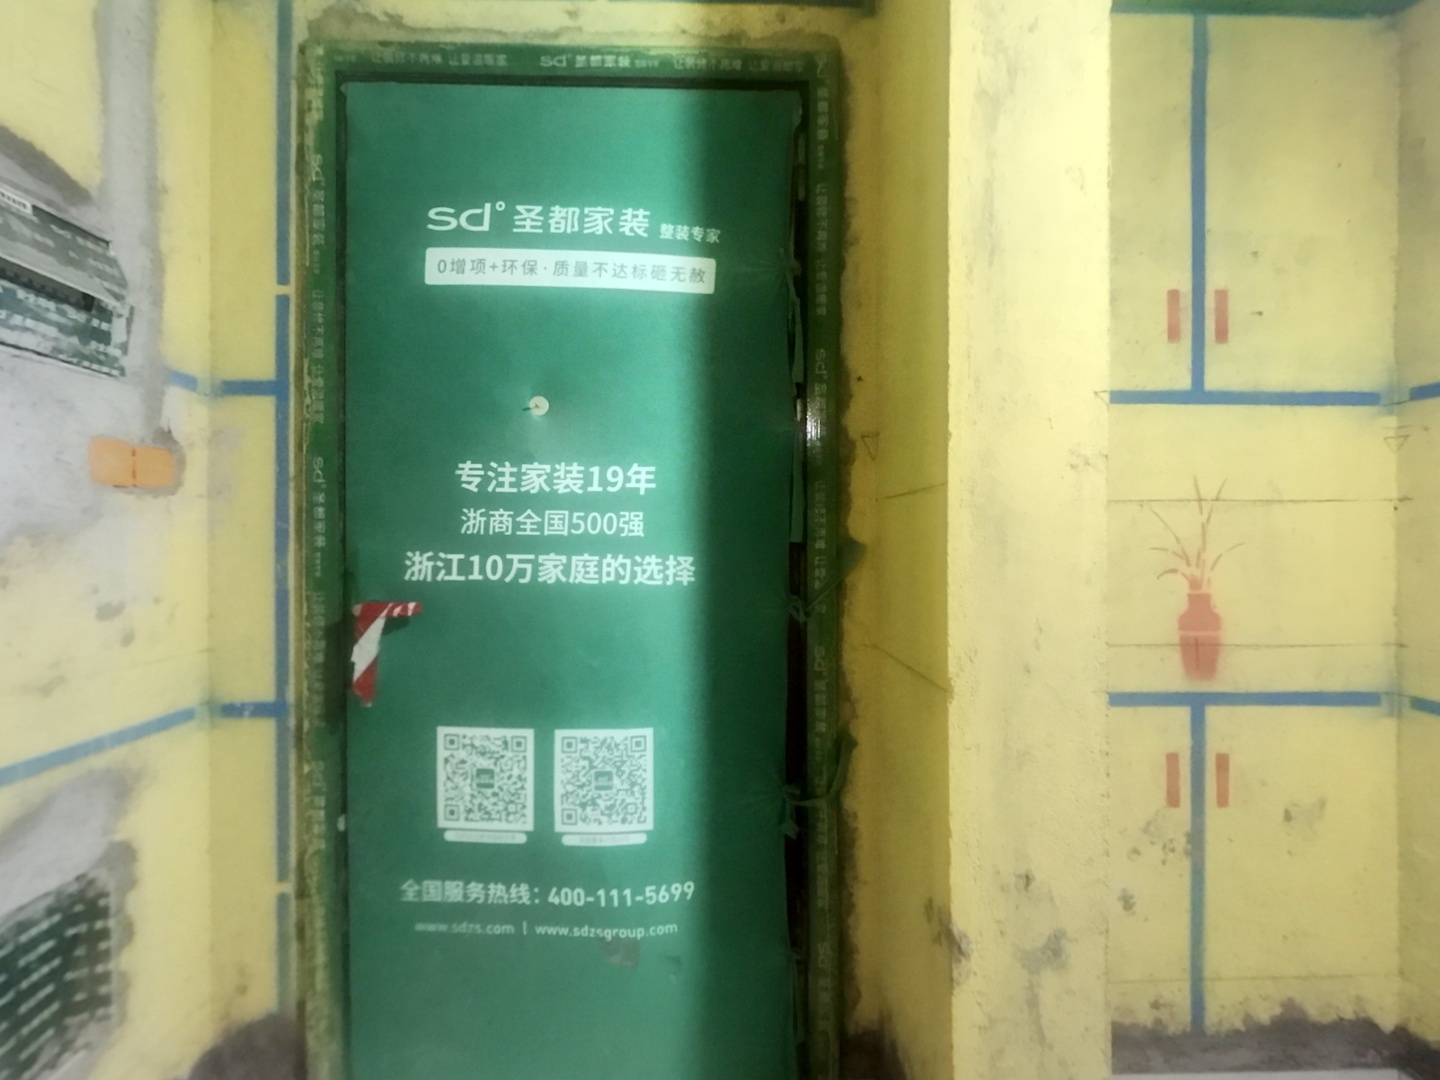 sd°圣都家装 整装专家
0增项+环保·质量不达标砸无赦
专注家装19年
浙商全国500强
浙江10万家庭的选择
全国服务热线：400-111-5699
www.sdzs.com | www.sdzsgroup.com